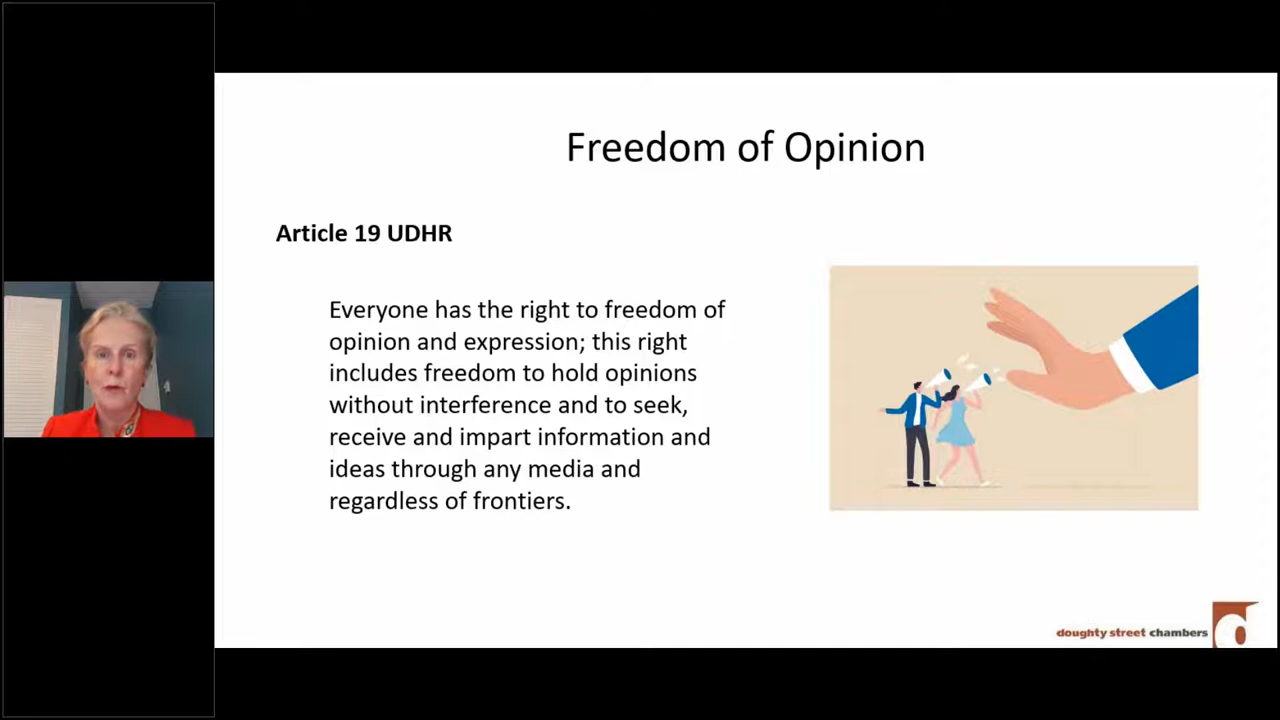 Freedom of Opinion
Article 19 UDHR
Everyone has the right to freedom of
opinion and expression; this right
includes freedom to hold opinions
without interference and to seek,
receive and impart information and
ideas through any media and
regardless of frontiers.
doughty street chambers
d